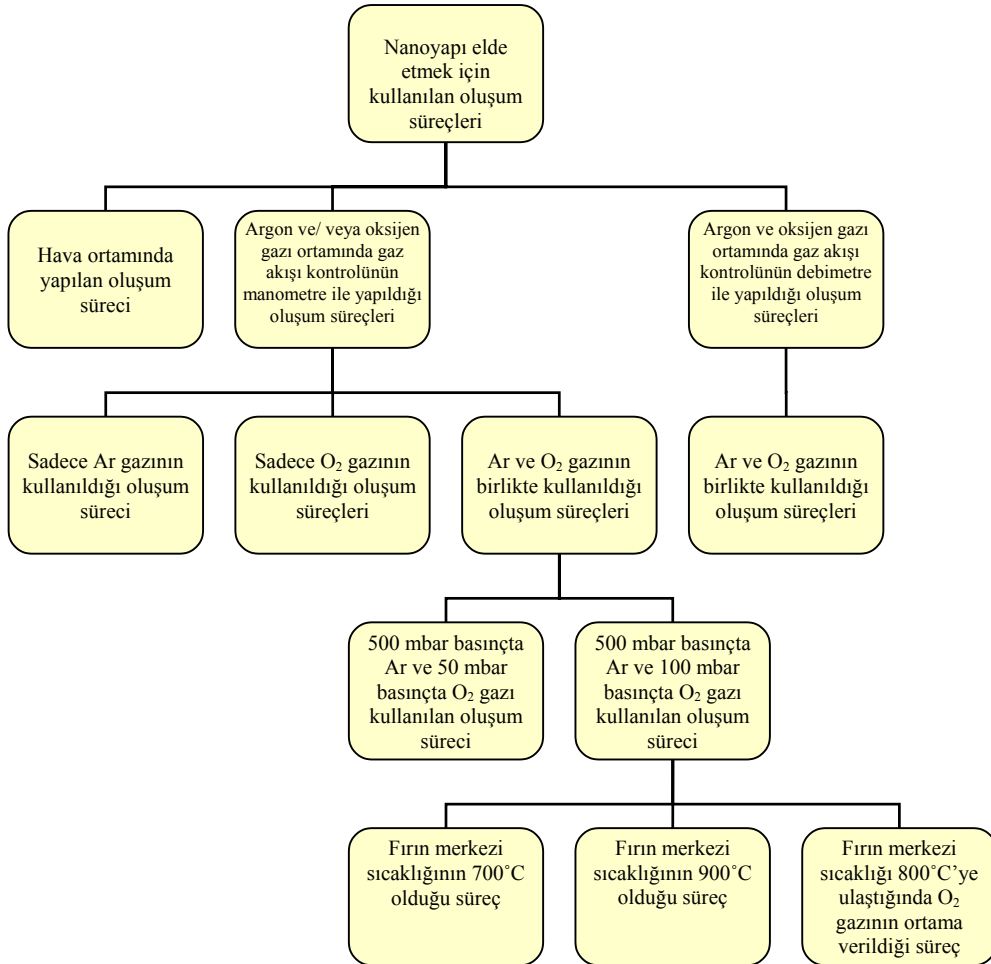 Nanoyapı elde
etmek için
kullanılan oluşum
süreçleri
Hava ortamında
yapılan oluşum
süreci
Argon ve/ veya oksijen
gazı ortamında gaz
akışı kontrolünün
manometre ile yapıldığı
oluşum süreçleri
Argon ve oksijen gazı
ortamında gaz akışı
kontrolünün debimetre
ile yapıldığı oluşum
süreçleri
Sadece Ar gazının
kullanıldığı oluşum
süreci
Sadece O₂ gazının
kullanıldığı oluşum
süreçleri
Ar ve O₂ gazının
birlikte kullanıldığı
oluşum süreçleri
Ar ve O₂ gazının
birlikte kullanıldığı
oluşum süreçleri
500 mbar basınçta
Ar ve 50 mbar
basınçta O₂ gazı
kullanılan oluşum
süreci
500 mbar basınçta
Ar ve 100 mbar
basınçta O₂ gazı
kullanılan oluşum
süreci
Fırın merkezi
sıcaklığının 700˚C
olduğu süreç
Fırın merkezi
sıcaklığının 900˚C
olduğu süreç
Fırın merkezi
sıcaklığı 800˚C’ye
ulaştığında O₂
gazının ortama
verildiği süreç